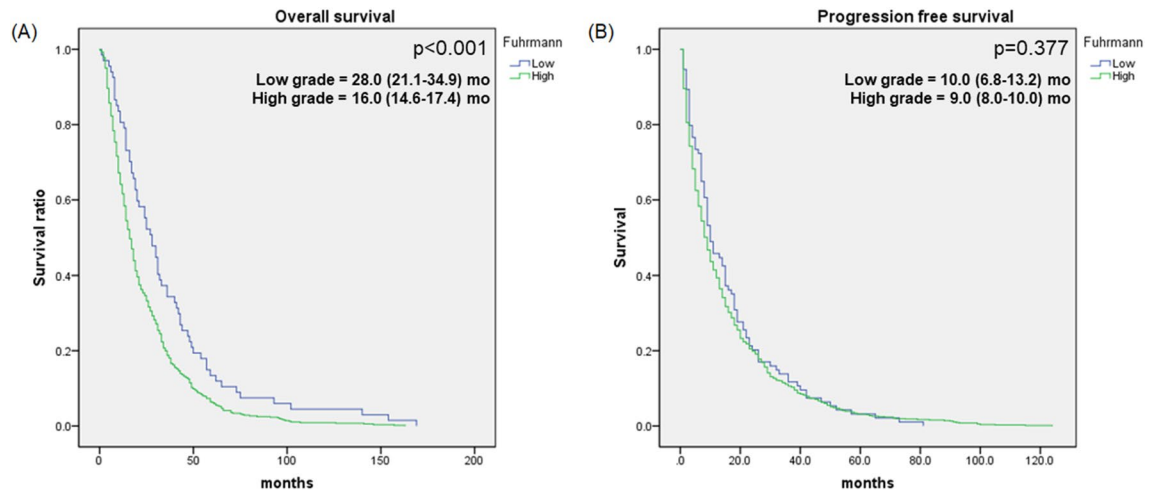 (A)
Overall survival
p<0.001
Low grade = 28.0 (21.1-34.9) mo
High grade = 16.0 (14.6-17.4) mo
Fuhrmann
Low
High
Survival ratio
1.0
0.8
0.6
0.4
0.2
0.0
0 50 100 150 200
months
(B)
Progression free survival
p=0.377
Low grade = 10.0 (6.8-13.2) mo
High grade = 9.0 (8.0-10.0) mo
Fuhrmann
Low
High
Survival
1.0
0.8
0.6
0.4
0.2
0.0
.0 20.0 40.0 60.0 80.0 100.0 120.0
months